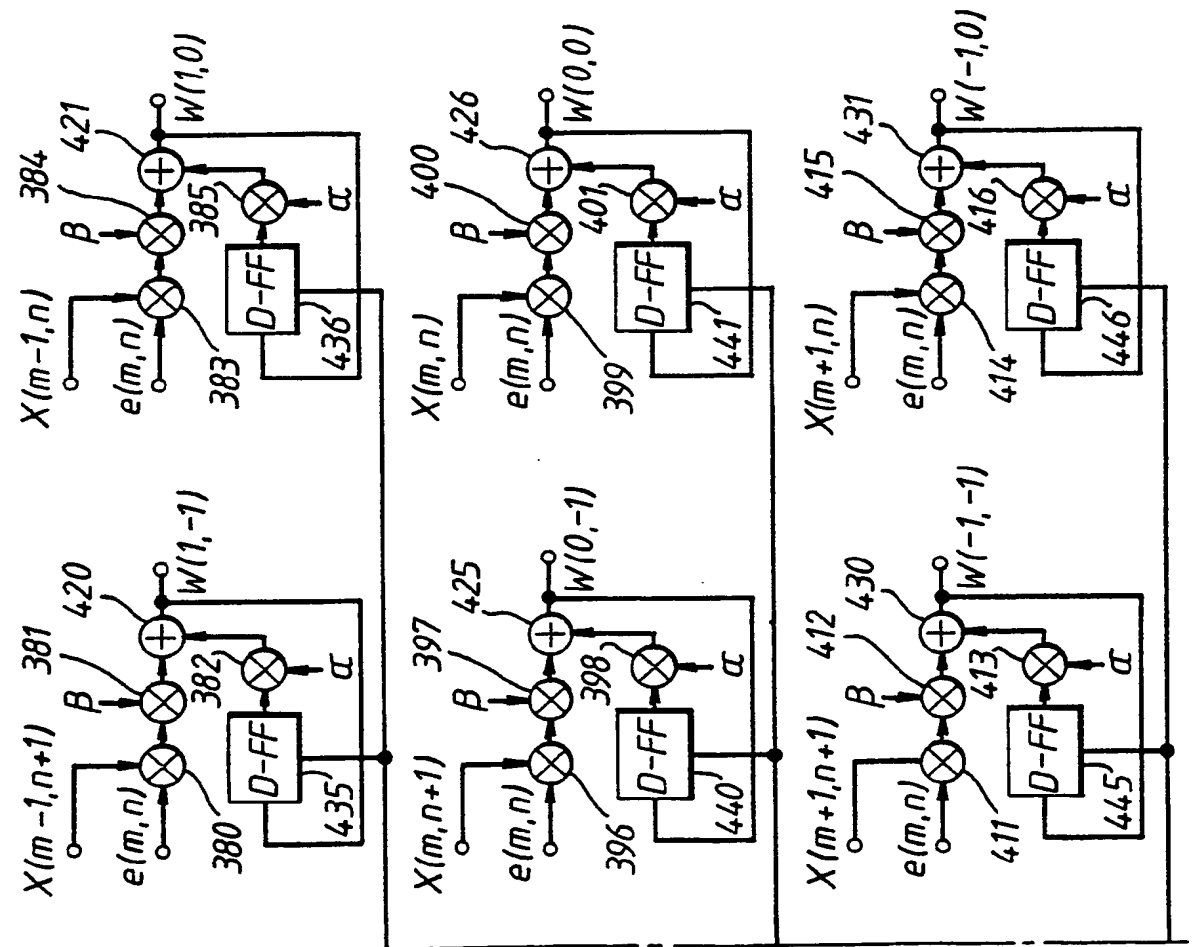 X(m-1,n+1)
e(m,n)
380
β
381
382
420
W(1,-1)
α
D-FF
435
X(m-1,n)
e(m,n)
383
β
384
385
421
W(1,0)
α
D-FF
436
X(m,n+1)
e(m,n)
396
β
397
398
425
W(0,-1)
α
D-FF
440
X(m,n)
e(m,n)
399
β
400
401
426
W(0,0)
α
D-FF
441
X(m+1,n+1)
e(m,n)
411
β
412
413
430
W(-1,-1)
α
D-FF
445
X(m+1,n)
e(m,n)
414
β
415
416
431
W(-1,0)
α
D-FF
446